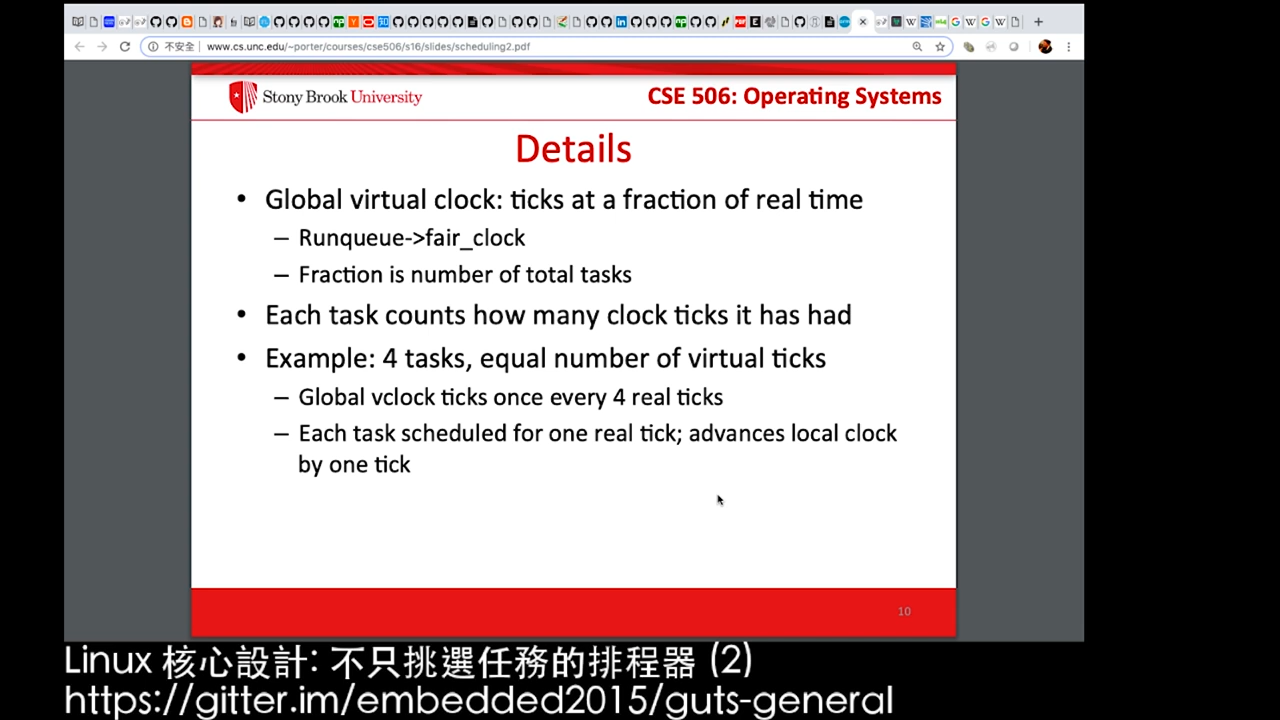 不安全
www.cs.unc.edu/~porter/courses/cse506/s16/slides/scheduling2.pdf
Stony Brook University
CSE 506: Operating Systems
Details
• Global virtual clock: ticks at a fraction of real time
– Runqueue->fair_clock
– Fraction is number of total tasks
• Each task counts how many clock ticks it has had
• Example: 4 tasks, equal number of virtual ticks
– Global vclock ticks once every 4 real ticks
– Each task scheduled for one real tick; advances local clock
by one tick
10
Linux 核心設計: 不只挑選任務的排程器 (2)
https://gitter.im/embedded2015/guts-general